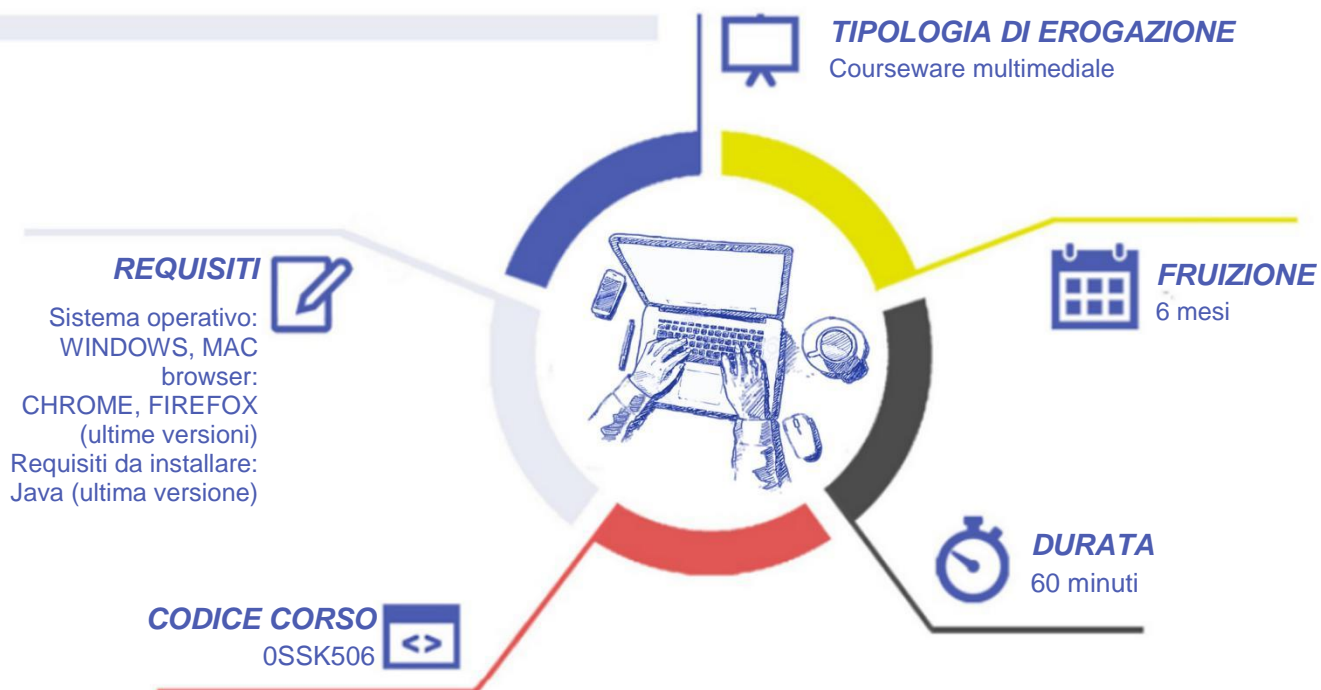 TIPOLOGIA DI EROGAZIONE
Courseware multimediale
REQUISITI
Sistema operativo:
WINDOWS, MAC
browser:
CHROME, FIREFOX
(ultime versioni)
Requisiti da installare:
Java (ultima versione)
FRUIZIONE
6 mesi
DURATA
60 minuti
CODICE CORSO
0SSK506